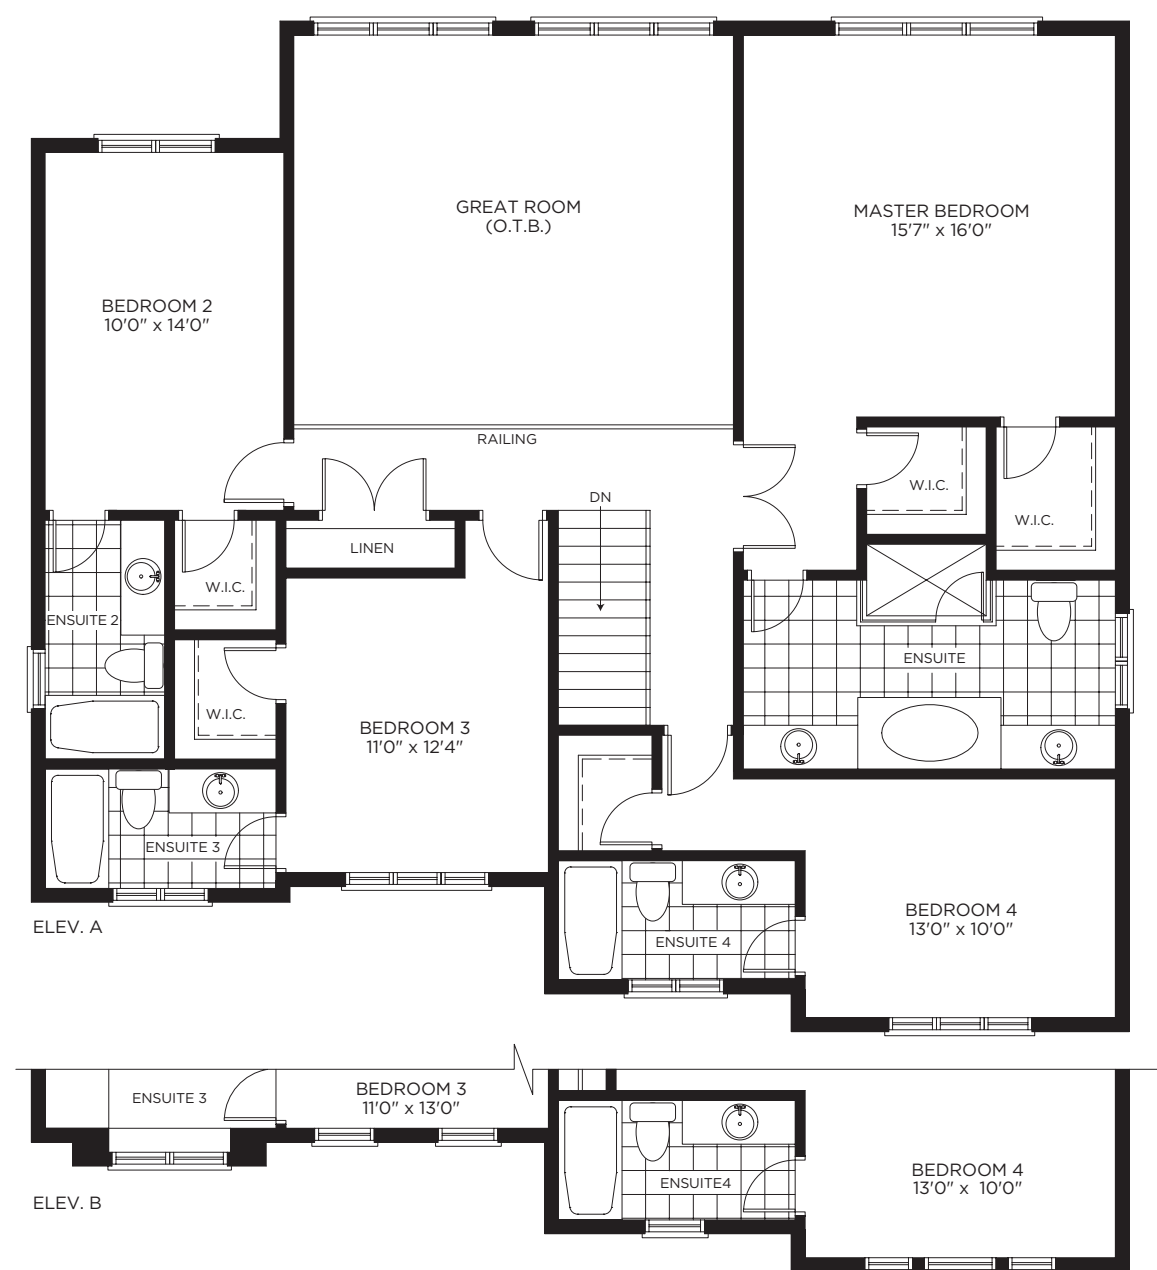 GREAT ROOM
(O.T.B.)
MASTER BEDROOM
15'7" x 16'0"
BEDROOM 2
10'0" x 14'0"
RAILING
DN
W.I.C.
W.I.C.
LINEN
W.I.C.
ENSUITE 2
ENSUITE
W.I.C.
BEDROOM 3
11'0" x 12'4"
ENSUITE 3
BEDROOM 4
13'0" x 10'0"
ELEV. A
ENSUITE 4
BEDROOM 3
11'0" x 13'0"
ENSUITE 3
BEDROOM 4
13'0" x  10'0"
ENSUITE4
ELEV. B